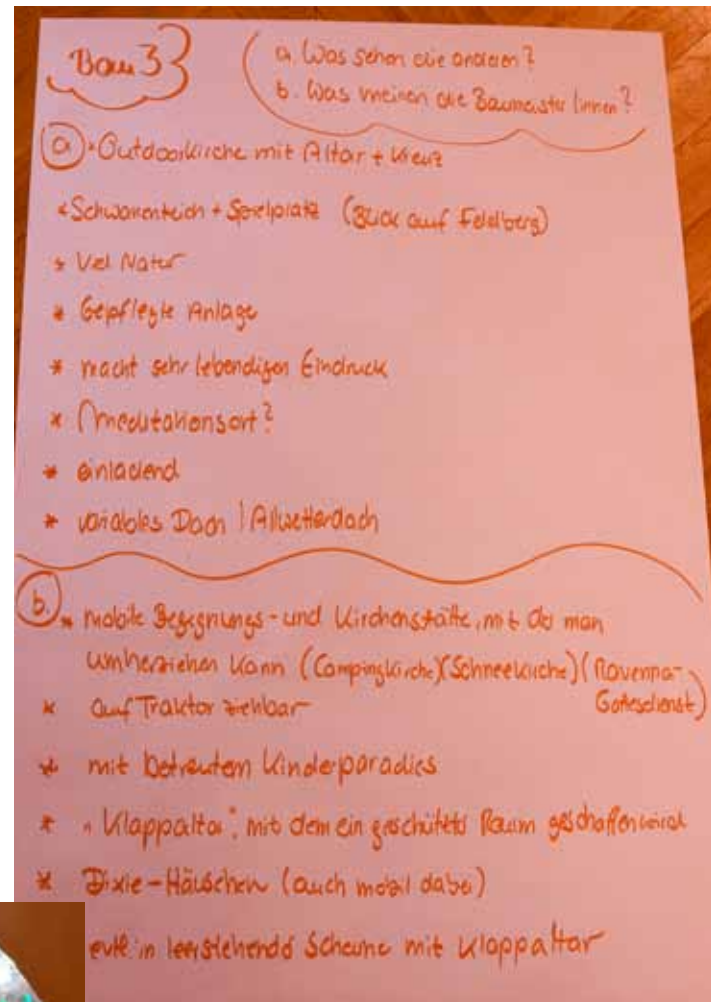 Bau 3
a. Was sehen die anderen?
b. Was meinen die Baumeister/innen?
a * Outdoorkirche mit Altar + Kreuz
* Schwanenteich + Spielplatz (Blick auf Feldberg)
* Viel Natur
* Gepflegte Anlage
* macht sehr lebendigen Eindruck
* Meditationsort?
* einladend
* variables Dach / Allwetterdach
b. * mobile Begegnungs- und Kirchenstätte, mit der man
umherziehen kann (Campingkirche) (Schneekirche) (Ravenna-
Gottesdienst)
* auf Traktor ziehbar
* mit betreutem Kinderparadies
* "Klappaltar", mit dem ein geschützter Raum geschaffen wird
* Dixie-Häuschen (auch mobil dabei)
evtl. in leerstehender Scheune mit Klappaltar